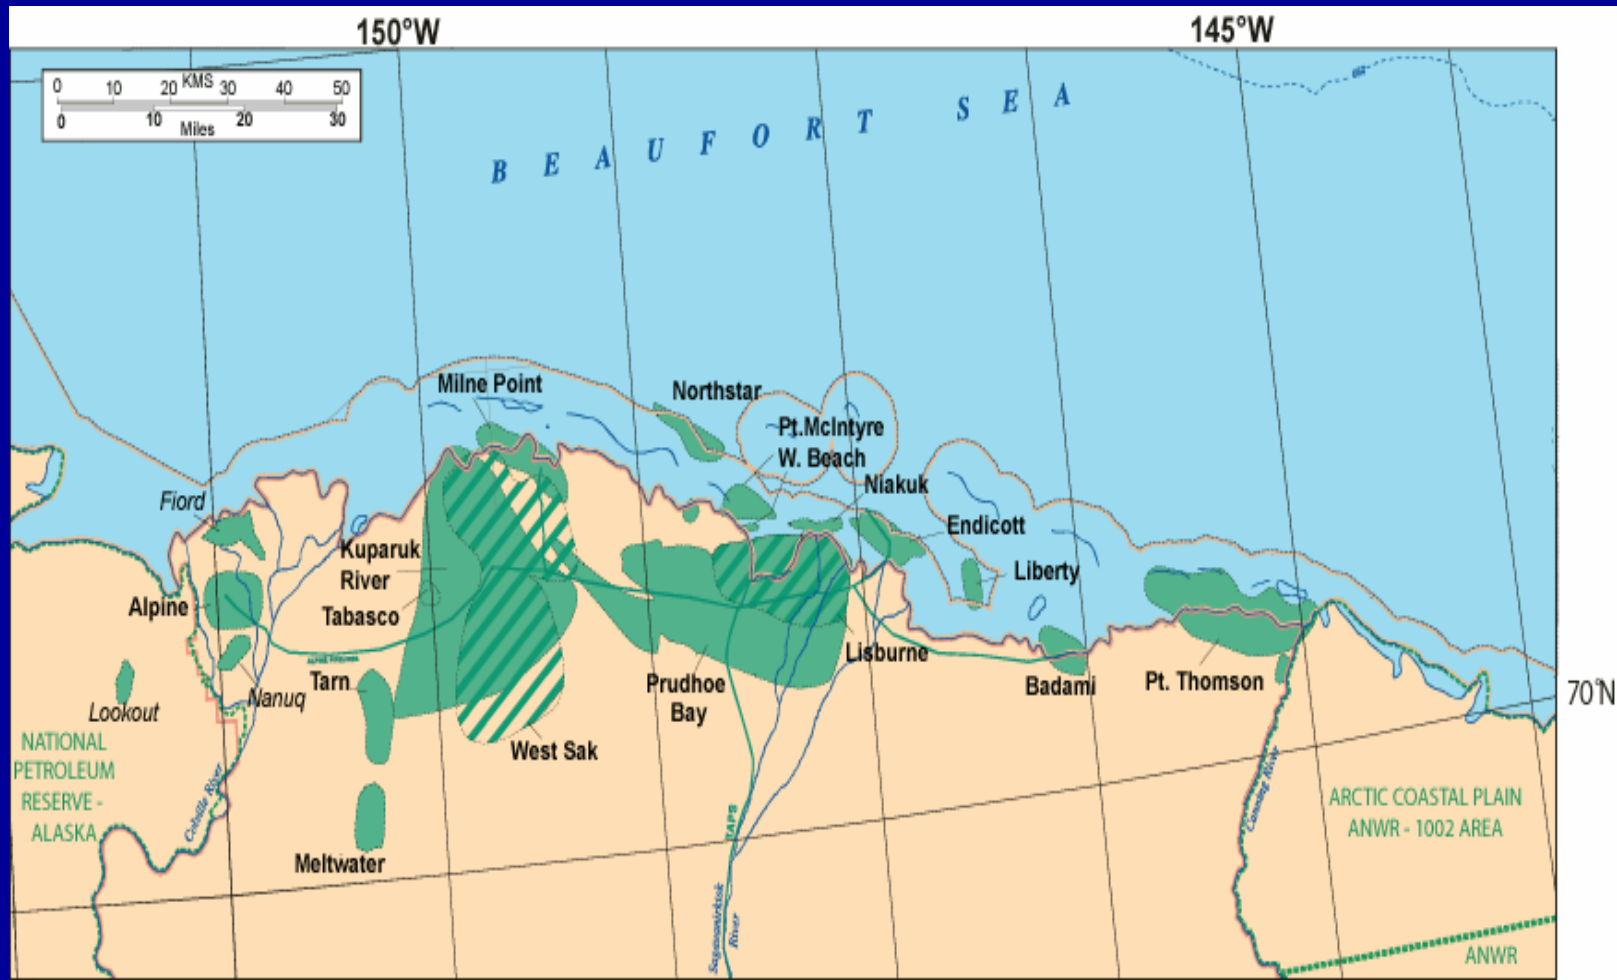 150°W
145°W
0 10 20 KMS 30 40 50
0 10 Miles 20 30
BEAUFORT SEA
Milne Point
Northstar
Pt.McIntyre
W. Beach
Niakuk
Fiord
Endicott
Kuparuk
River
Liberty
Alpine
Tabasco
Lisburne
Tarn
Prudhoe
Bay
Badami
Pt. Thomson
70°N
Nanuq
Lookout
West Sak
NATIONAL
PETROLEUM
RESERVE -
ALASKA
Colville River
TAPS
Canning River
ARCTIC COASTAL PLAIN
ANWR - 1002 AREA
Meltwater
Sagavanirktok
River
ANWR